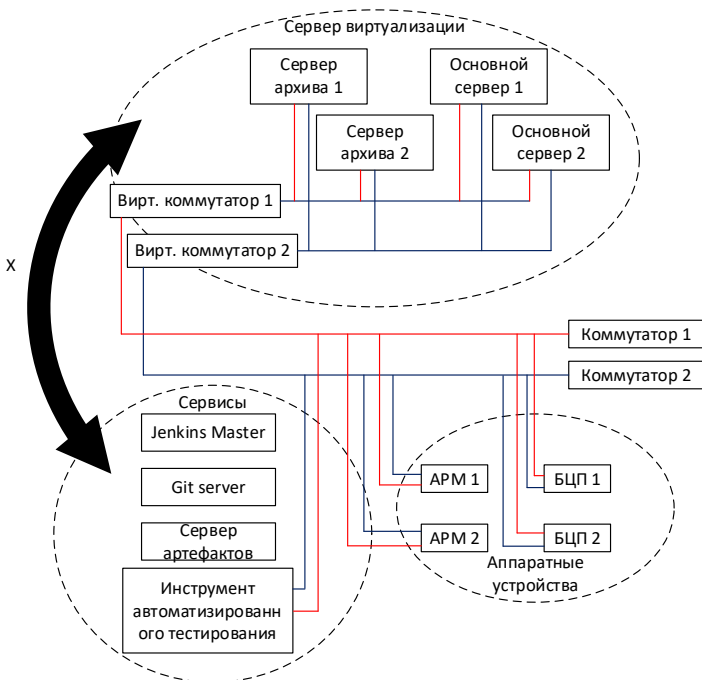 Сервер виртуализации
Сервер
архива 1
Основной
сервер 1
Сервер
архива 2
Основной
сервер 2
Вирт. коммутатор 1
Вирт. коммутатор 2
X
Коммутатор 1
Коммутатор 2
Сервисы
Jenkins Master
Git server
Сервер
артефактов
Инструмент
автоматизированн
ого тестирования
АРМ 1
БЦП 1
АРМ 2
БЦП 2
Аппаратные
устройства